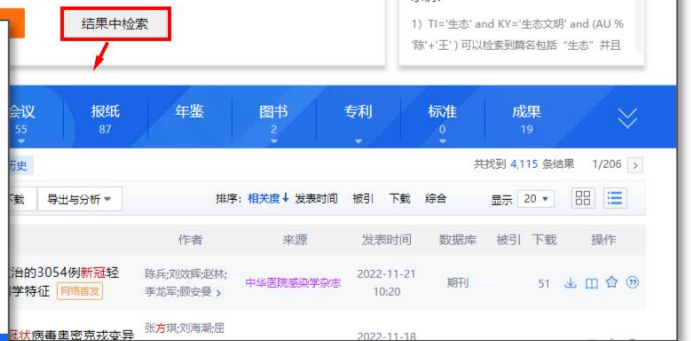 结果中检索
1) TI='生态' and KY='生态文明' and (AU %
'陈'+'王') 可以检索到篇名包括“生态”并且
会议 报纸 年鉴 图书 专利 标准 成果
55 87 2 0 19
历史 共找到 4,115 条结果 1/206 >
下载 导出与分析 排序: 相关度↓ 发表时间 被引 下载 综合 显示 20
作者 来源 发表时间 数据库 被引 下载 操作
治的3054例新冠轻 陈兵;刘效辉;赵林; 中华医院感染学杂志 2022-11-21 期刊 51
学特征 网络首发 李龙军;顾安曼 > 10:20
冠状病毒奥密克戎变异 张方琪;刘海潮;屈 2022-11-18